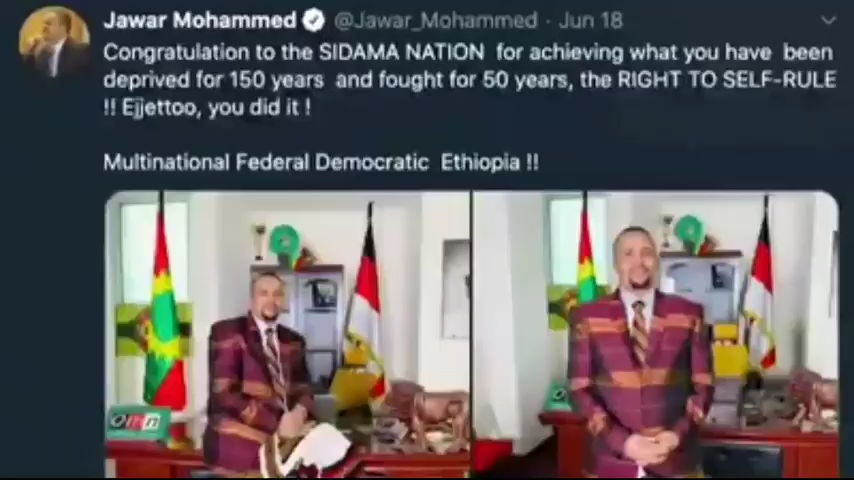 Jawar Mohammed @Jawar_Mohammed · Jun 18
Congratulation to the SIDAMA NATION for achieving what you have been
deprived for 150 years and fought for 50 years, the RIGHT TO SELF-RULE
!! Ejjettoo, you did it !
Multinational Federal Democratic Ethiopia !!
OMN